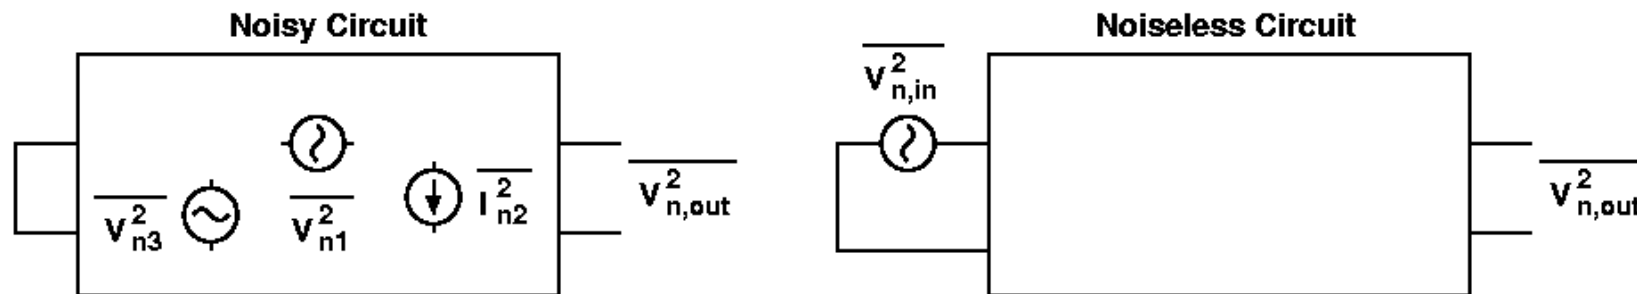 Noisy Circuit
Noiseless Circuit
V²n,in
V²n3
V²n1
I²n2
V²n,out
V²n,out